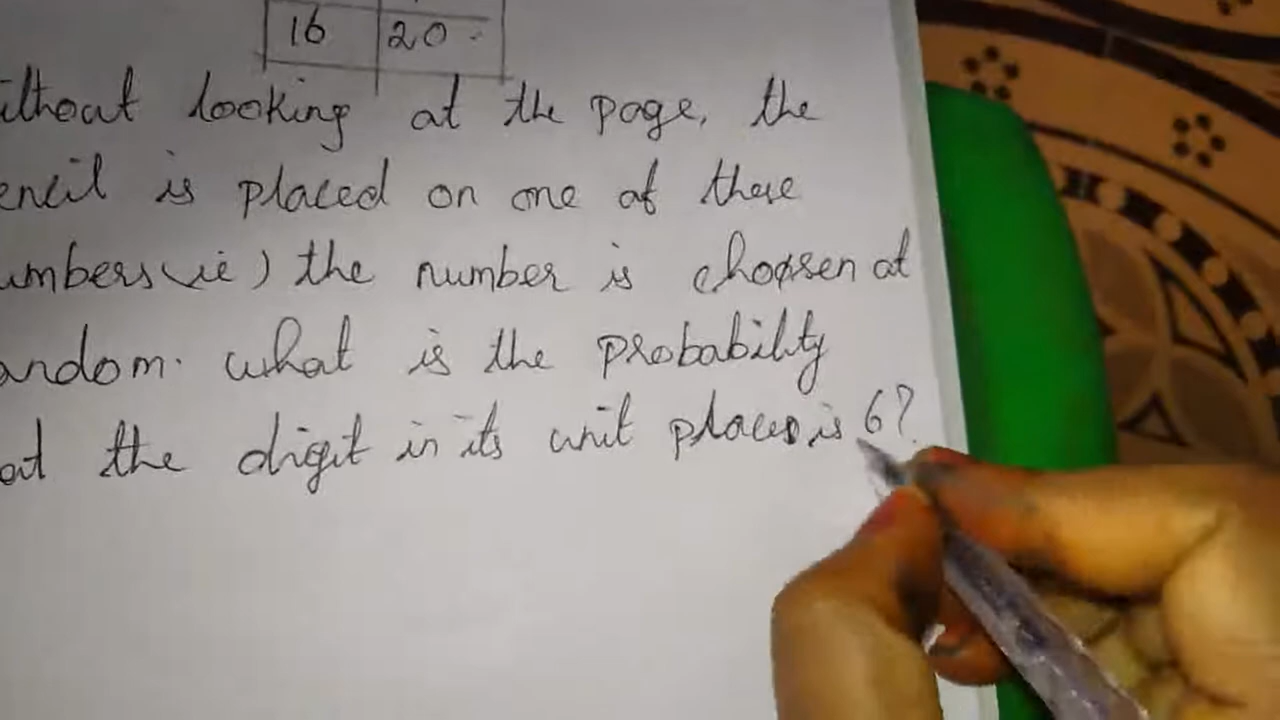 16 20
ithout looking at the page, the
encil is placed on one of these
umbers (ie) the number is choosen at
andom. what is the probability
at the digit in its unit places is 6?